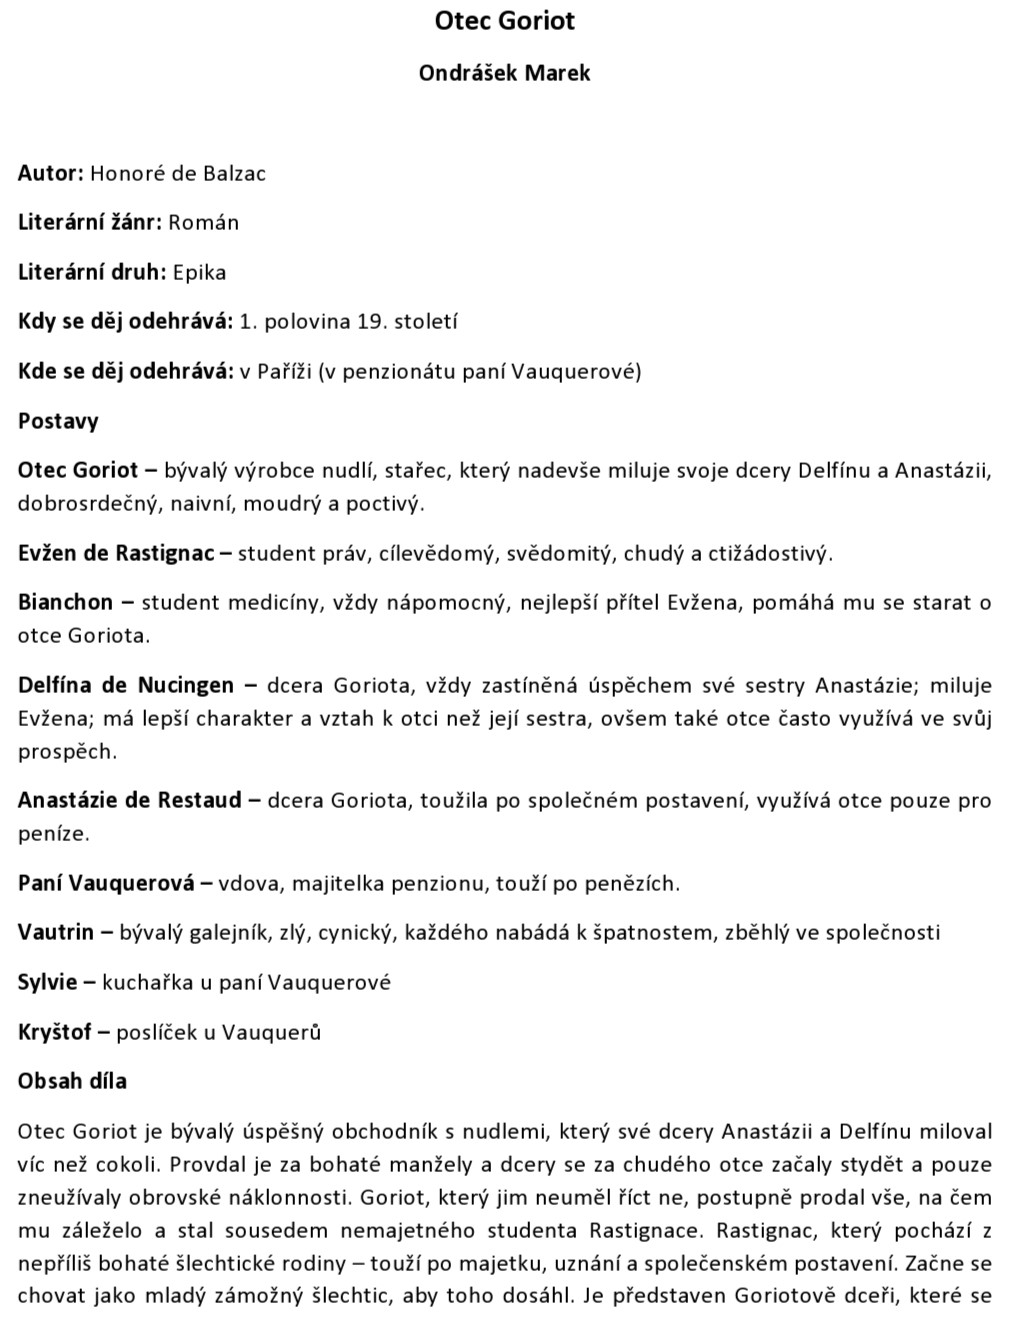 Otec Goriot
Ondrášek Marek
Autor: Honoré de Balzac
Literární žánr: Román
Literární druh: Epika
Kdy se děj odehrává: 1. polovina 19. století
Kde se děj odehrává: v Paříži (v penzionátu paní Vauquerové)
Postavy
Otec Goriot – bývalý výrobce nudlí, stařec, který nadevše miluje svoje dcery Delfínu a Anastázii,
dobrosrdečný, naivní, moudrý a poctivý.
Evžen de Rastignac – student práv, cílevědomý, svědomitý, chudý a ctižádostivý.
Bianchon – student medicíny, vždy nápomocný, nejlepší přítel Evžena, pomáhá mu se starat o
otce Goriota.
Delfína de Nucingen – dcera Goriota, vždy zastíněná úspěchem své sestry Anastázie; miluje
Evžena; má lepší charakter a vztah k otci než její sestra, ovšem také otce často využívá ve svůj
prospěch.
Anastázie de Restaud – dcera Goriota, toužila po společném postavení, využívá otce pouze pro
peníze.
Paní Vauquerová – vdova, majitelka penzionu, touží po penězích.
Vautrin – bývalý galejník, zlý, cynický, každého nabádá k špatnostem, zběhlý ve společnosti
Sylvie – kuchařka u paní Vauquerové
Kryštof – poslíček u Vauquerů
Obsah díla
Otec Goriot je bývalý úspěšný obchodník s nudlemi, který své dcery Anastázii a Delfínu miloval
víc než cokoli. Provdal je za bohaté manžely a dcery se za chudého otce začaly stydět a pouze
zneužívaly obrovské náklonnosti. Goriot, který jim neuměl říct ne, postupně prodal vše, na čem
mu záleželo a stal sousedem nemajetného studenta Rastignace. Rastignac, který pochází z
nepříliš bohaté šlechtické rodiny – touží po majetku, uznání a společenském postavení. Začne se
chovat jako mladý zámožný šlechtic, aby toho dosáhl. Je představen Goriotově dceři, které se